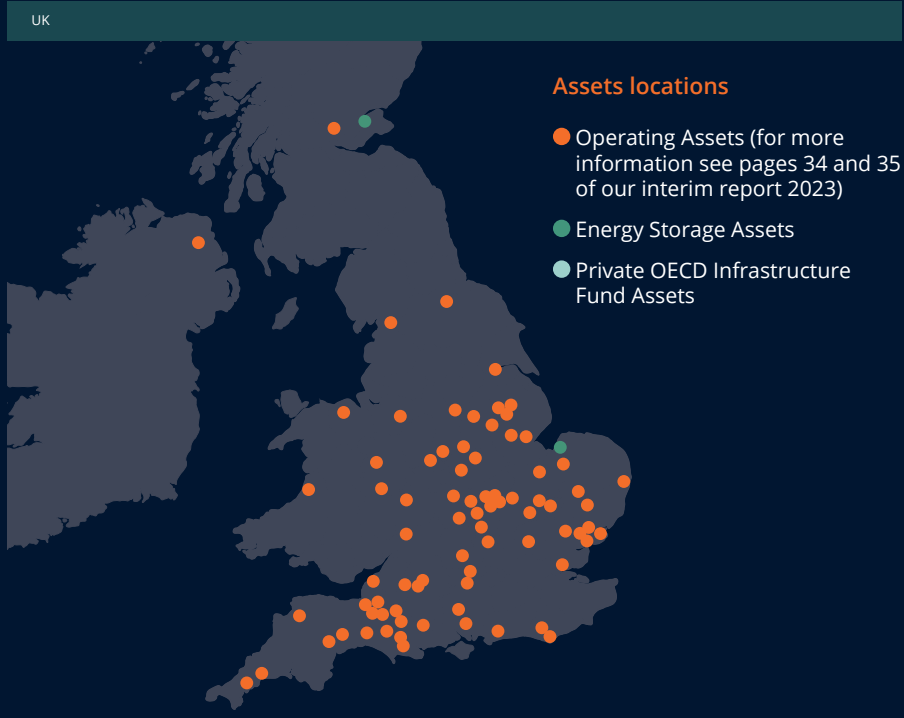 UK
Assets locations
Operating Assets (for more
information see pages 34 and 35
of our interim report 2023)
Energy Storage Assets
Private OECD Infrastructure
Fund Assets